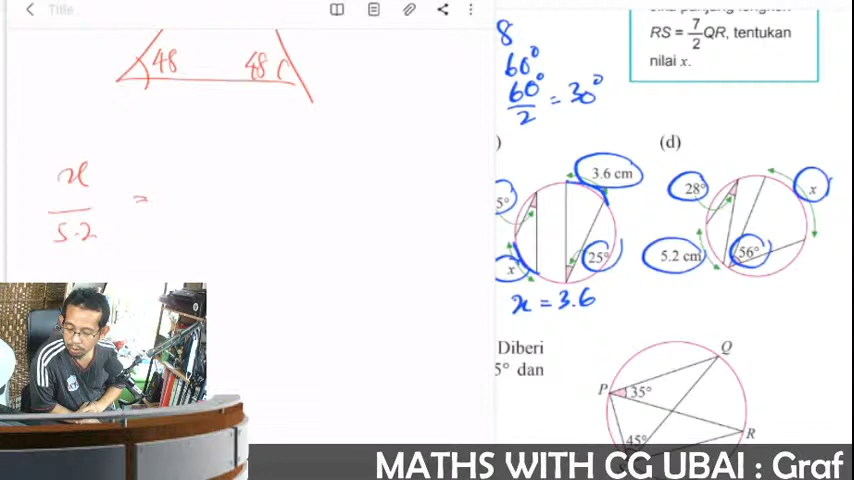 Title
48 48
x
5.2
=
8
60°
60°
2
= 30°
RS = 7/2 QR, tentukan
nilai x.
(d)
3.6 cm
5°
25°
x
x = 3.6
28°
x
5.2 cm
56°
Diberi
5° dan
P
Q
R
35°
45°
MATHS WITH CG UBAI : Graf